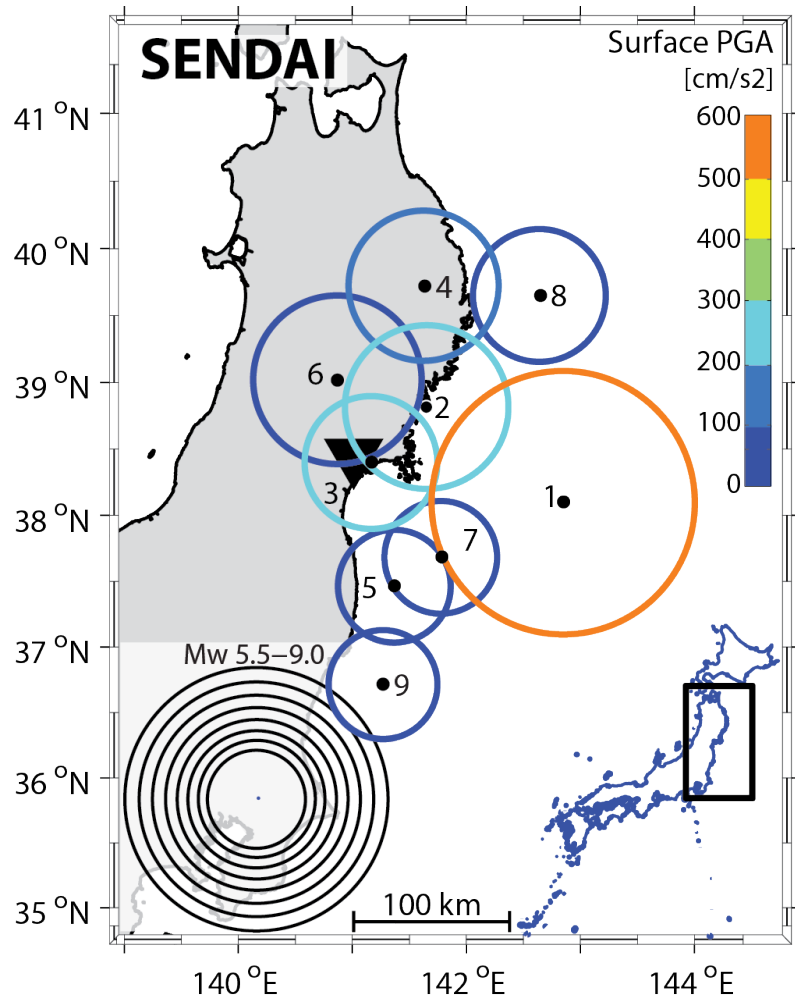 SENDAI
Surface PGA
[cm/s2]
600
500
400
300
200
100
0
41 °N
40 °N
39 °N
38 °N
37 °N
36 °N
35 °N
4
8
6
2
3
1
7
5
9
Mw 5.5–9.0
100 km
140 °E
142 °E
144 °E